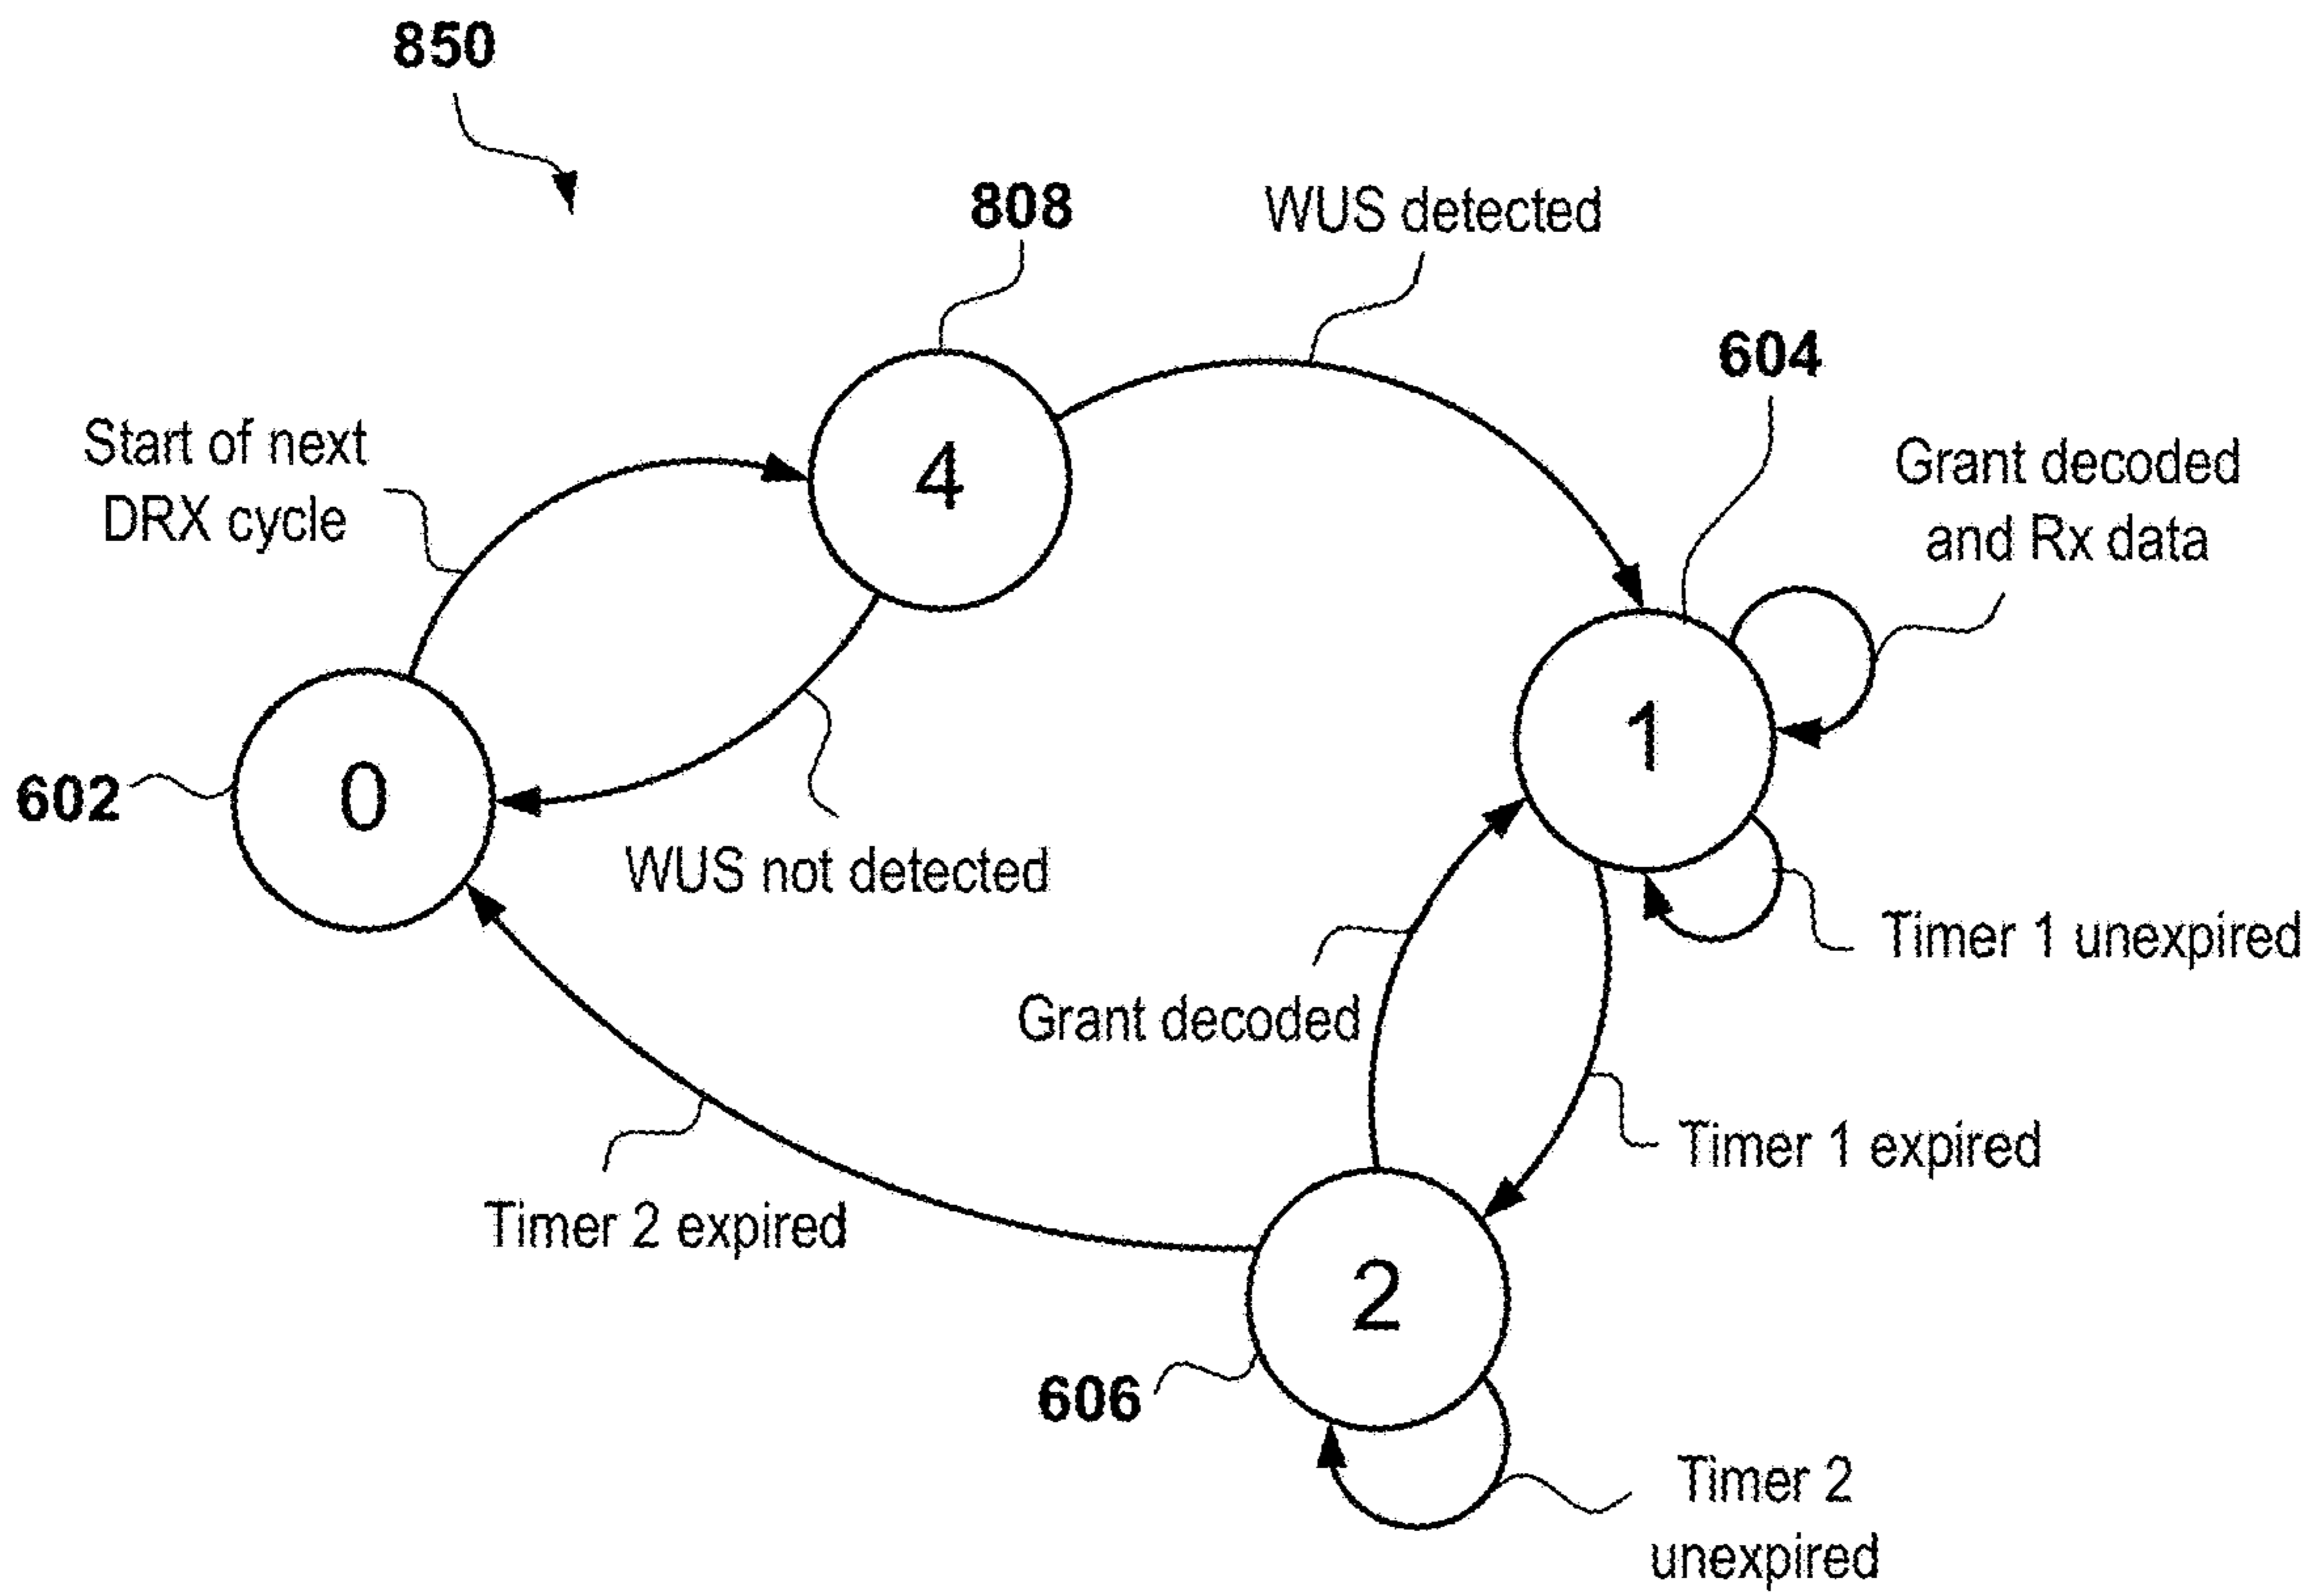 850
808
WUS detected
604
Start of next
DRX cycle
4
Grant decoded
and Rx data
1
602
0
WUS not detected
Timer 1 unexpired
Grant decoded
Timer 1 expired
Timer 2 expired
2
606
Timer 2
unexpired